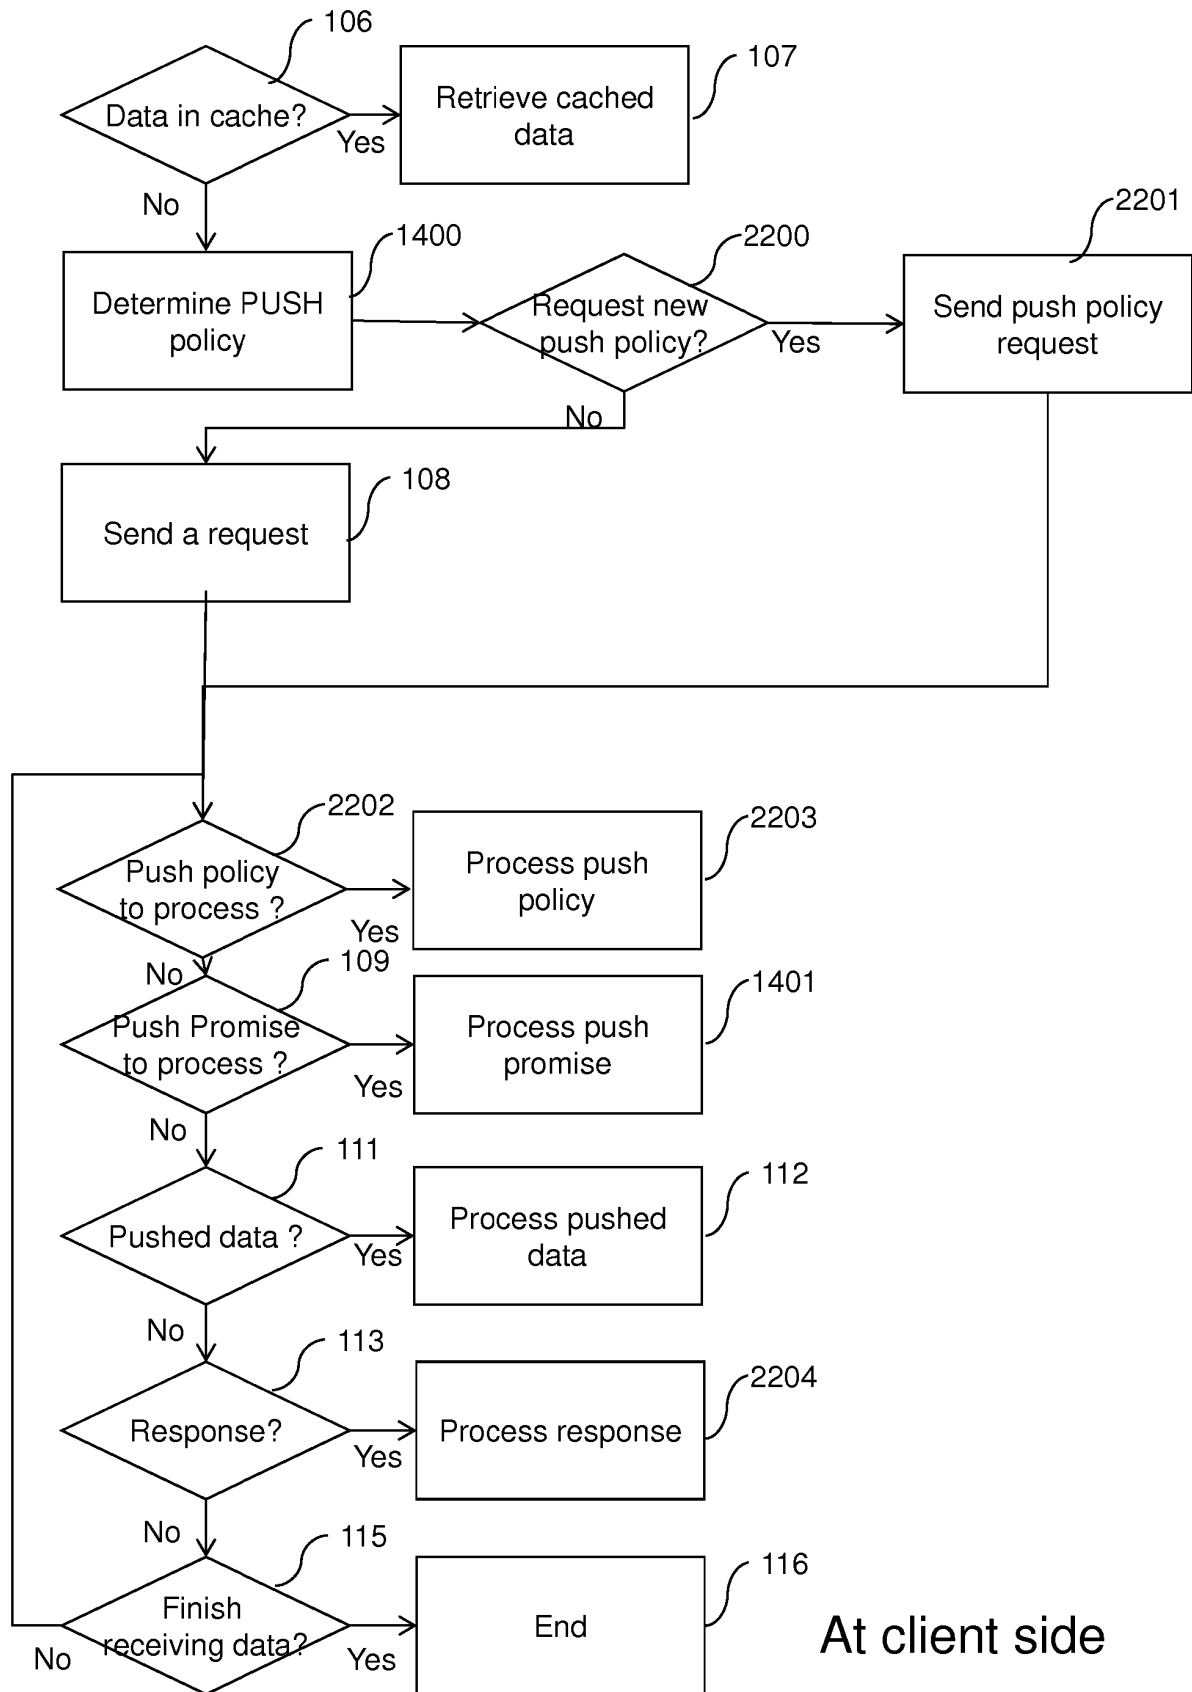 106
Data in cache?
Yes
Retrieve cached
data
107
No
1400
Determine PUSH
policy
2200
Request new
push policy?
Yes
2201
Send push policy
request
No
108
Send a request
2202
Push policy
to process ?
Yes
2203
Process push
policy
No
109
Push Promise
to process ?
Yes
1401
Process push
promise
No
111
Pushed data ?
Yes
112
Process pushed
data
No
113
Response?
Yes
2204
Process response
No
115
Finish
receiving data?
No
Yes
116
End
At client side